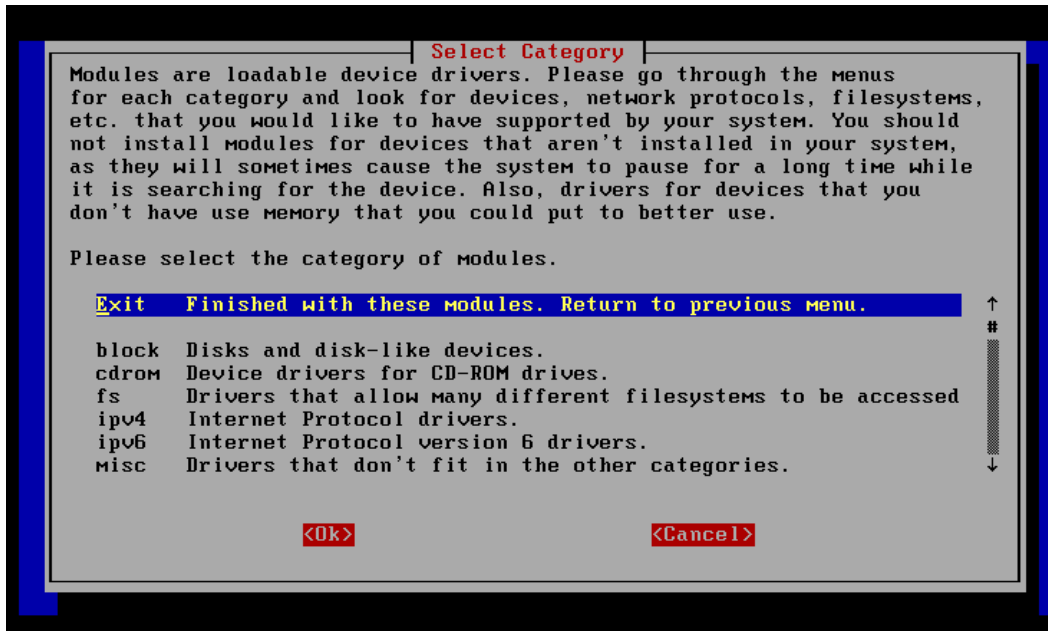 Select Category
Modules are loadable device drivers. Please go through the menus
for each category and look for devices, network protocols, filesystems,
etc. that you would like to have supported by your system. You should
not install modules for devices that aren't installed in your system,
as they will sometimes cause the system to pause for a long time while
it is searching for the device. Also, drivers for devices that you
don't have use memory that you could put to better use.
Please select the category of modules.
Exit Finished with these modules. Return to previous menu. ↑
#
block Disks and disk-like devices.
cdrom Device drivers for CD-ROM drives.
fs Drivers that allow many different filesystems to be accessed
ipv4 Internet Protocol drivers.
ipv6 Internet Protocol version 6 drivers.
misc Drivers that don't fit in the other categories. ↓
<Ok> <Cancel>